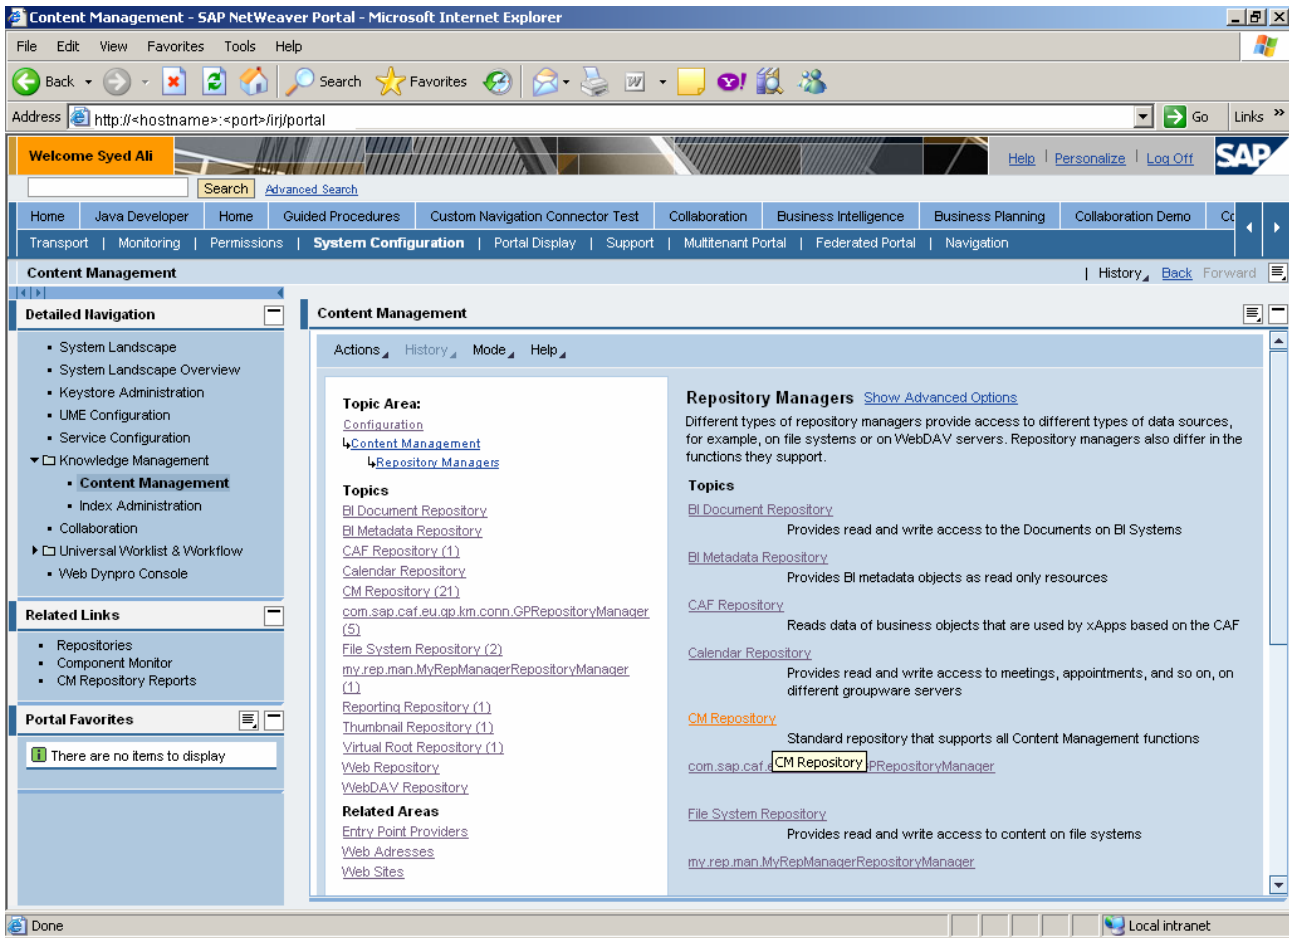 Content Management - SAP NetWeaver Portal - Microsoft Internet Explorer
File Edit View Favorites Tools Help
Back Search Favorites
Address http://<hostname>:<port>/irj/portal Go Links »
Welcome Syed Ali Help Personalize Log Off SAP
Search Advanced Search
Home Java Developer Home Guided Procedures Custom Navigation Connector Test Collaboration Business Intelligence Business Planning Collaboration Demo
Transport | Monitoring | Permissions | System Configuration | Portal Display | Support | Multitenant Portal | Federated Portal | Navigation
Content Management | History Back Forward
Detailed Navigation
System Landscape
System Landscape Overview
Keystore Administration
UME Configuration
Service Configuration
Knowledge Management
Content Management
Index Administration
Collaboration
Universal Worklist & Workflow
Web Dynpro Console
Related Links
Repositories
Component Monitor
CM Repository Reports
Portal Favorites
There are no items to display
Content Management
Actions History Mode Help
Topic Area:
Configuration
Content Management
Repository Managers
Topics
BI Document Repository
BI Metadata Repository
CAF Repository (1)
Calendar Repository
CM Repository (21)
com.sap.caf.eu.gp.km.conn.GPRepositoryManager
(5)
File System Repository (2)
my.rep.man.MyRepManagerRepositoryManager
(1)
Reporting Repository (1)
Thumbnail Repository (1)
Virtual Root Repository (1)
Web Repository
WebDAV Repository
Related Areas
Entry Point Providers
Web Adresses
Web Sites
Repository Managers Show Advanced Options
Different types of repository managers provide access to different types of data sources,
for example, on file systems or on WebDAV servers. Repository managers also differ in the
functions they support.
Topics
BI Document Repository
Provides read and write access to the Documents on BI Systems
BI Metadata Repository
Provides BI metadata objects as read only resources
CAF Repository
Reads data of business objects that are used by xApps based on the CAF
Calendar Repository
Provides read and write access to meetings, appointments, and so on, on
different groupware servers
CM Repository
Standard repository that supports all Content Management functions
com.sap.caf. CM Repository PRepositoryManager
File System Repository
Provides read and write access to content on file systems
my.rep.man.MyRepManagerRepositoryManager
Done Local intranet